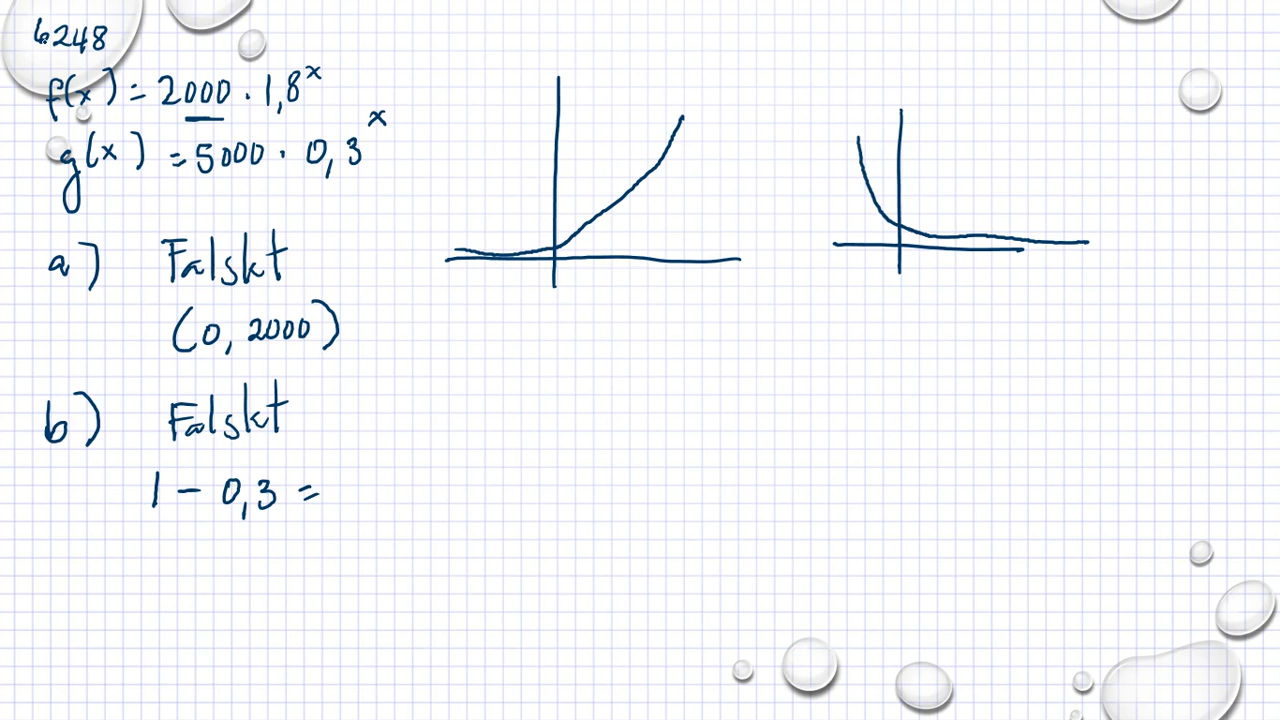 6248
f(x) = 2000 · 1,8^x
g(x) = 5000 · 0,3^x
a) Falskt
(0, 2000)
b) Falskt
1 - 0,3 =